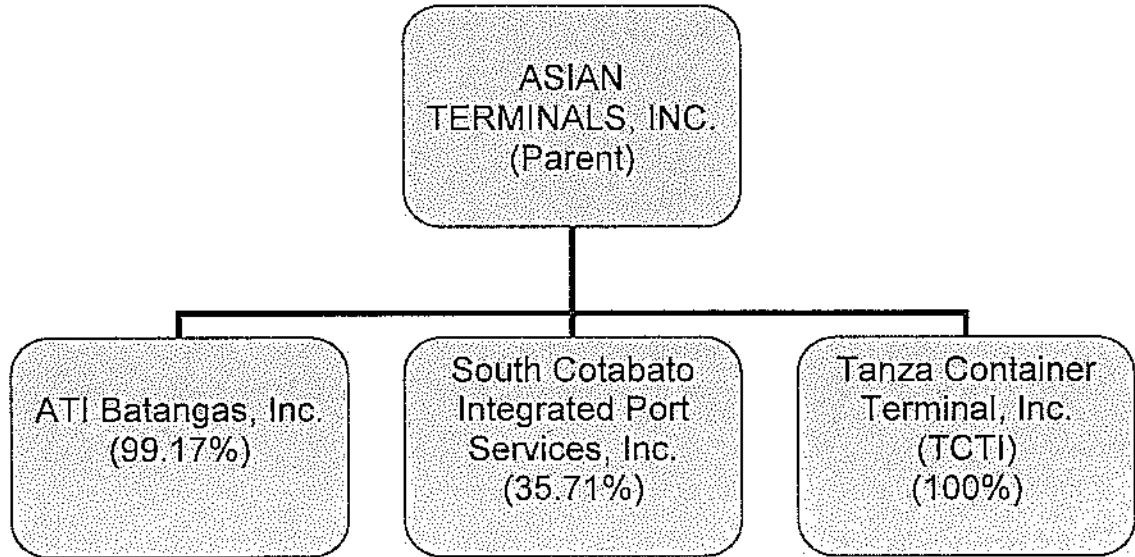 ASIAN
TERMINALS, INC.
(Parent)
ATI Batangas, Inc.
(99.17%)
South Cotabato
Integrated Port
Services, Inc.
(35.71%)
Tanza Container
Terminal, Inc.
(TCTI)
(100%)